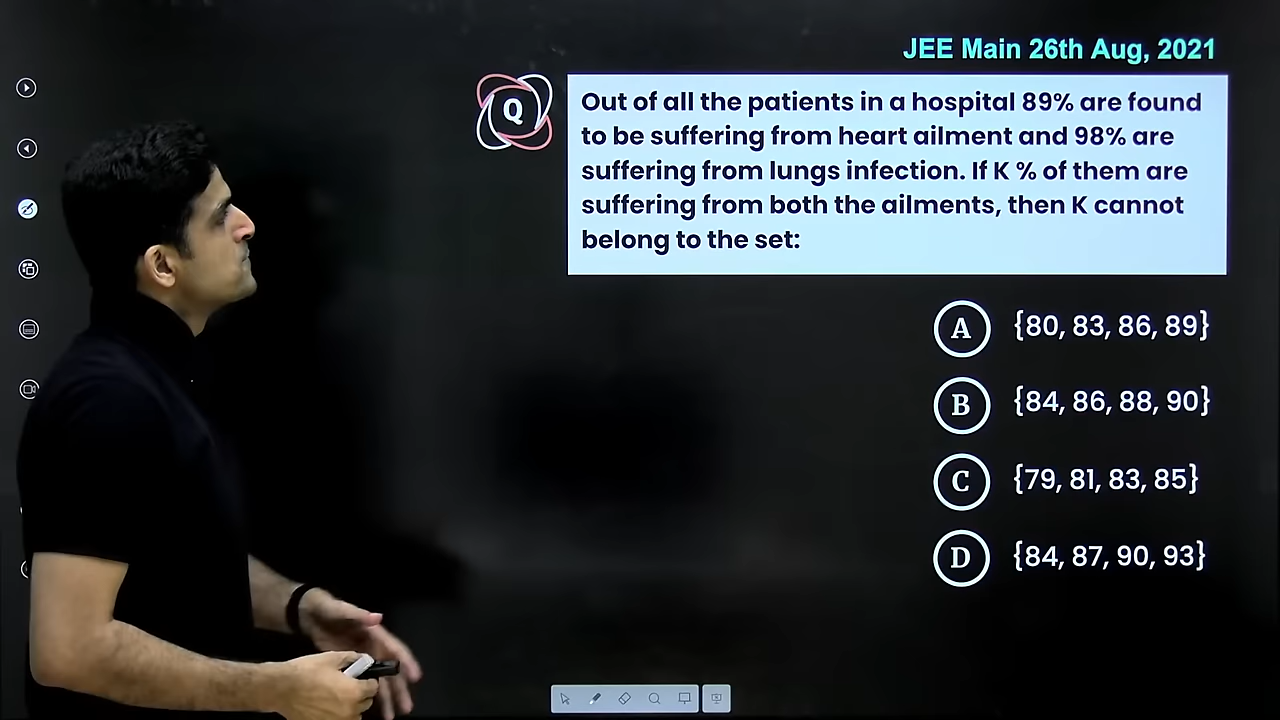 JEE Main 26th Aug, 2021
Q
Out of all the patients in a hospital 89% are found
to be suffering from heart ailment and 98% are
suffering from lungs infection. If K % of them are
suffering from both the ailments, then K cannot
belong to the set:
A {80, 83, 86, 89}
B {84, 86, 88, 90}
C {79, 81, 83, 85}
D {84, 87, 90, 93}